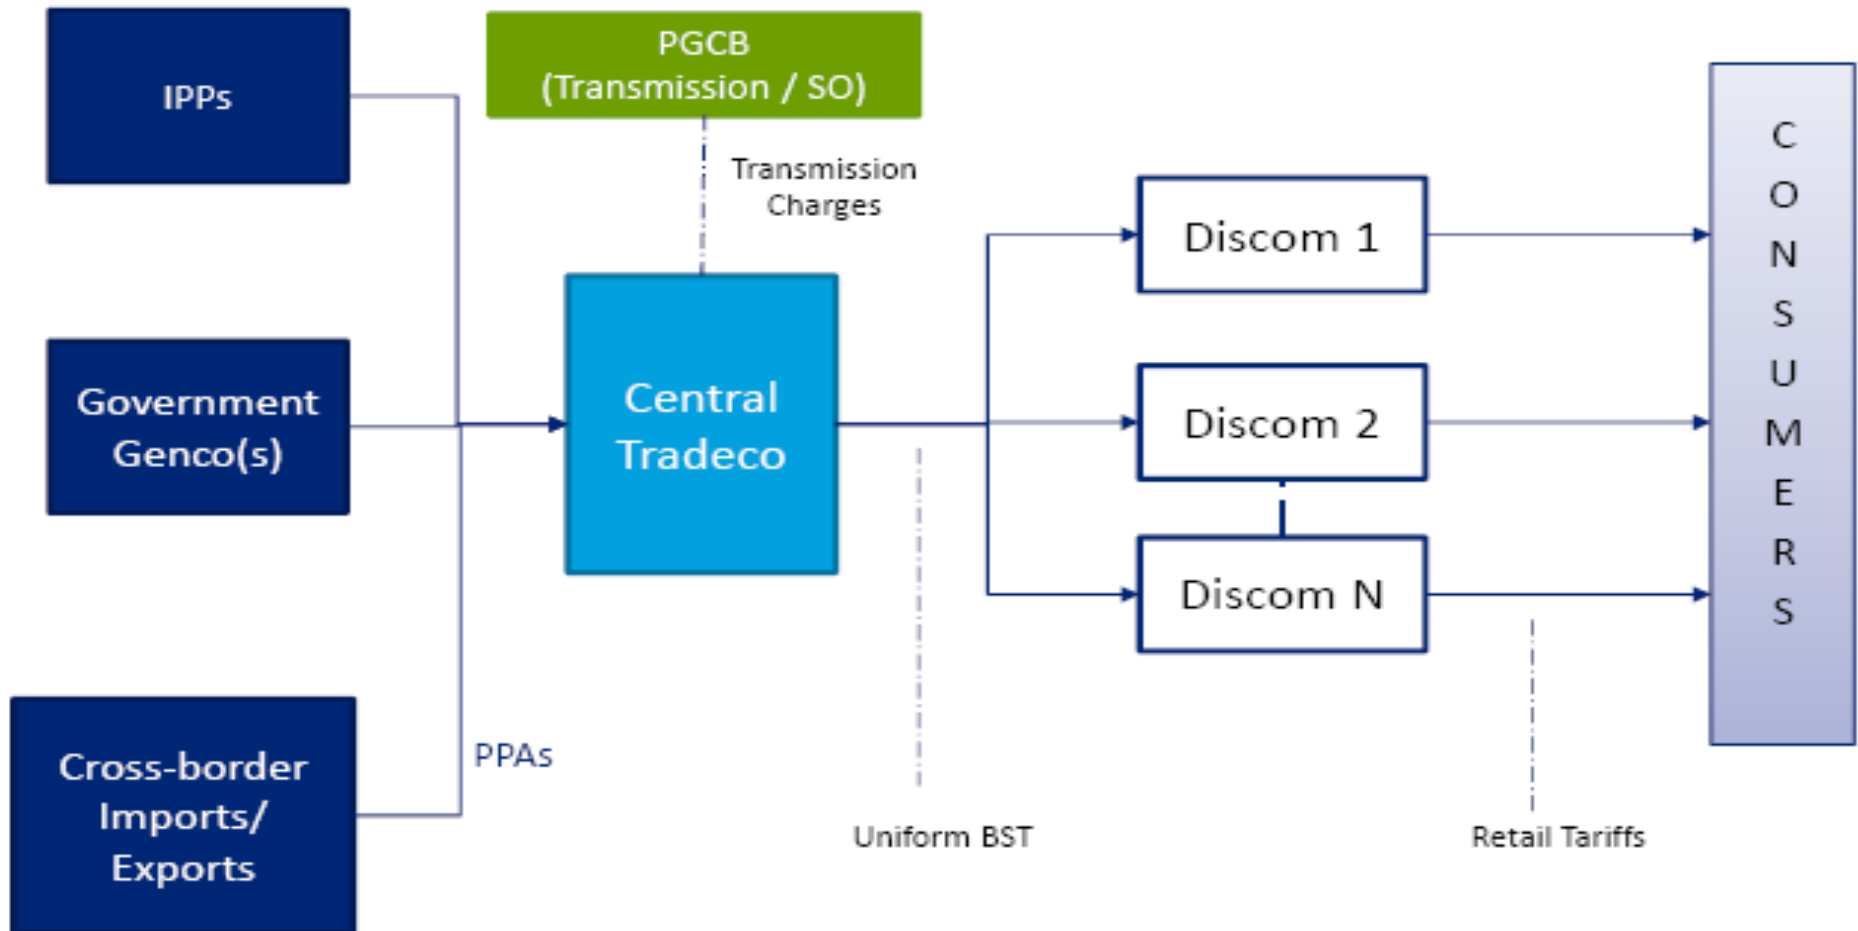 IPPs
PGCB
(Transmission / SO)
Transmission
Charges
Government
Genco(s)
Central
Tradeco
Cross-border
Imports/
Exports
PPAs
Uniform BST
Discom 1
Discom 2
Discom N
Retail Tariffs
C
O
N
S
U
M
E
R
S